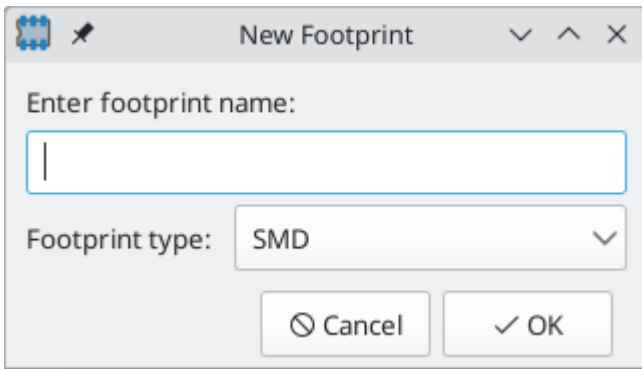 New Footprint
Enter footprint name:
Footprint type: SMD
Cancel OK